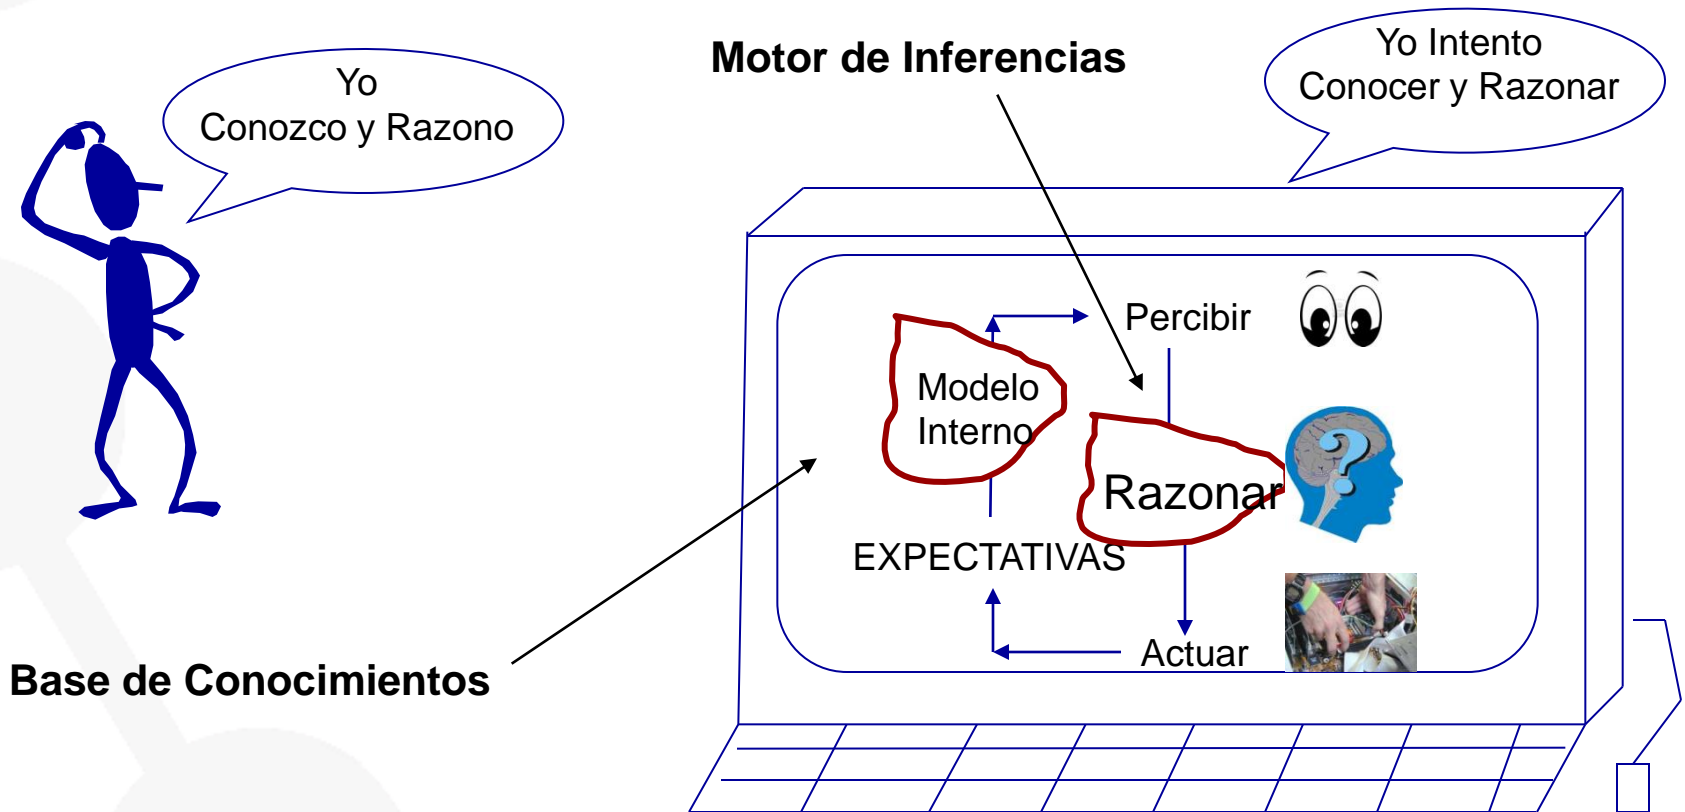 Yo
Conozco y Razono
Motor de Inferencias
Yo Intento
Conocer y Razonar
Percibir
Modelo
Interno
Razonar
EXPECTATIVAS
Actuar
Base de Conocimientos